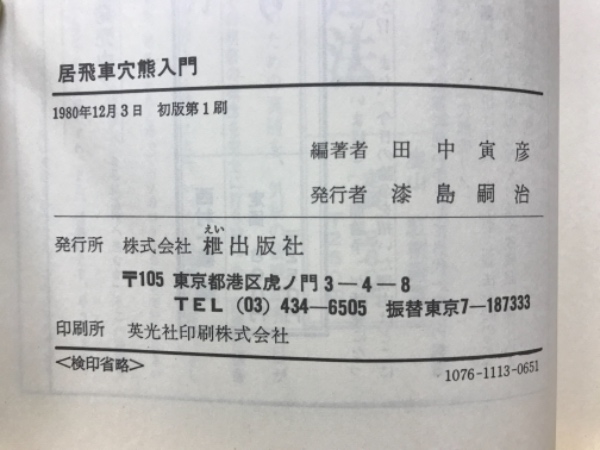 居飛車穴熊入門
1980年12月3日 初版第1刷
編著者 田中寅彦
発行者 漆島嗣治
えい
発行所 株式会社 枻出版社
〒105 東京都港区虎ノ門3-4-8
TEL (03) 434-6505 振替東京7-187333
印刷所 英光社印刷株式会社
<検印省略>
1076-1113-0651